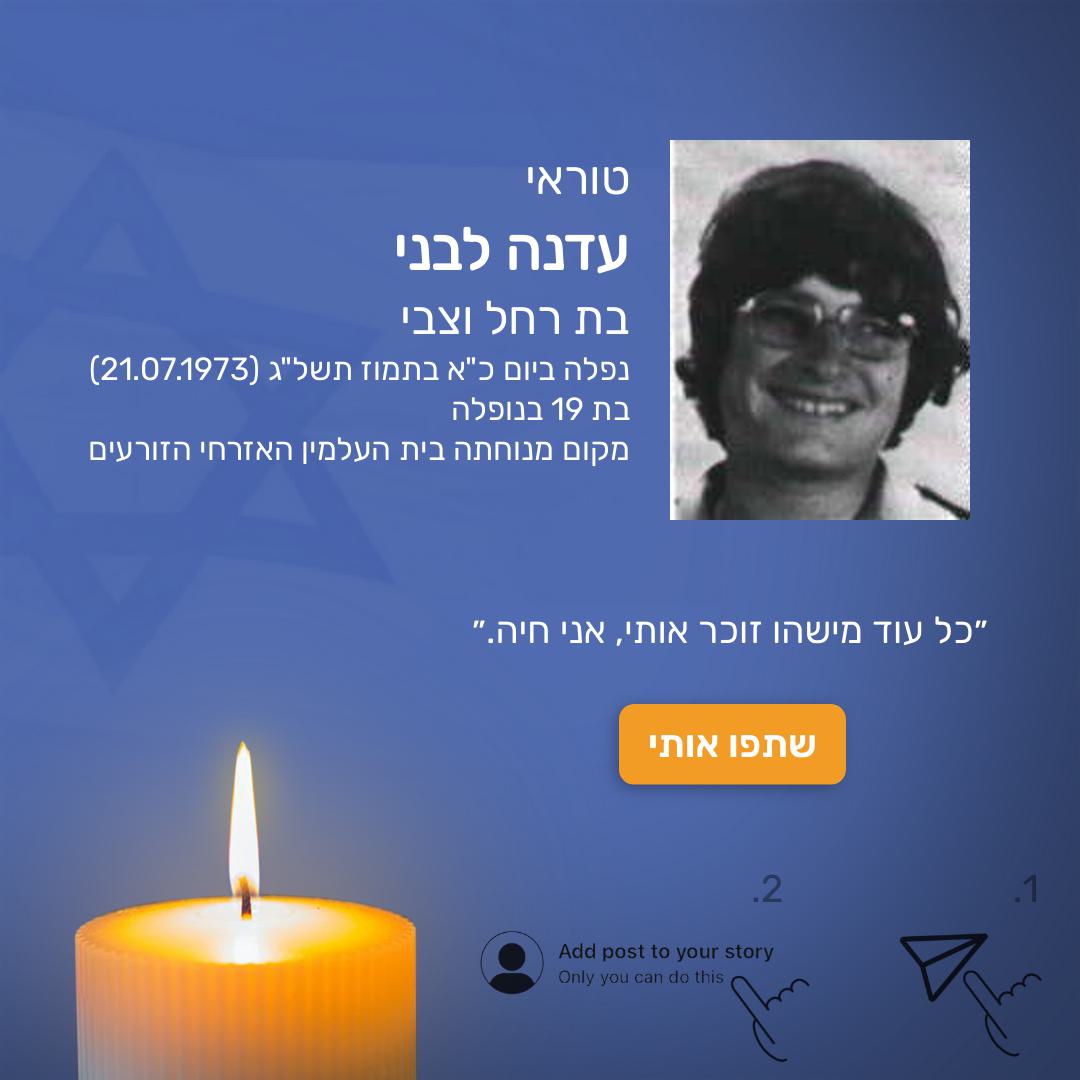 טוראי
עדנה לבני
בת רחל וצבי
נפלה ביום כ"א בתמוז תשל"ג (21.07.1973)
בת 19 בנופלה
מקום מנוחתה בית העלמין האזרחי הזורעים
״כל עוד מישהו זוכר אותי, אני חיה.״
שתפו אותי
1.
2.
Add post to your story
Only you can do this